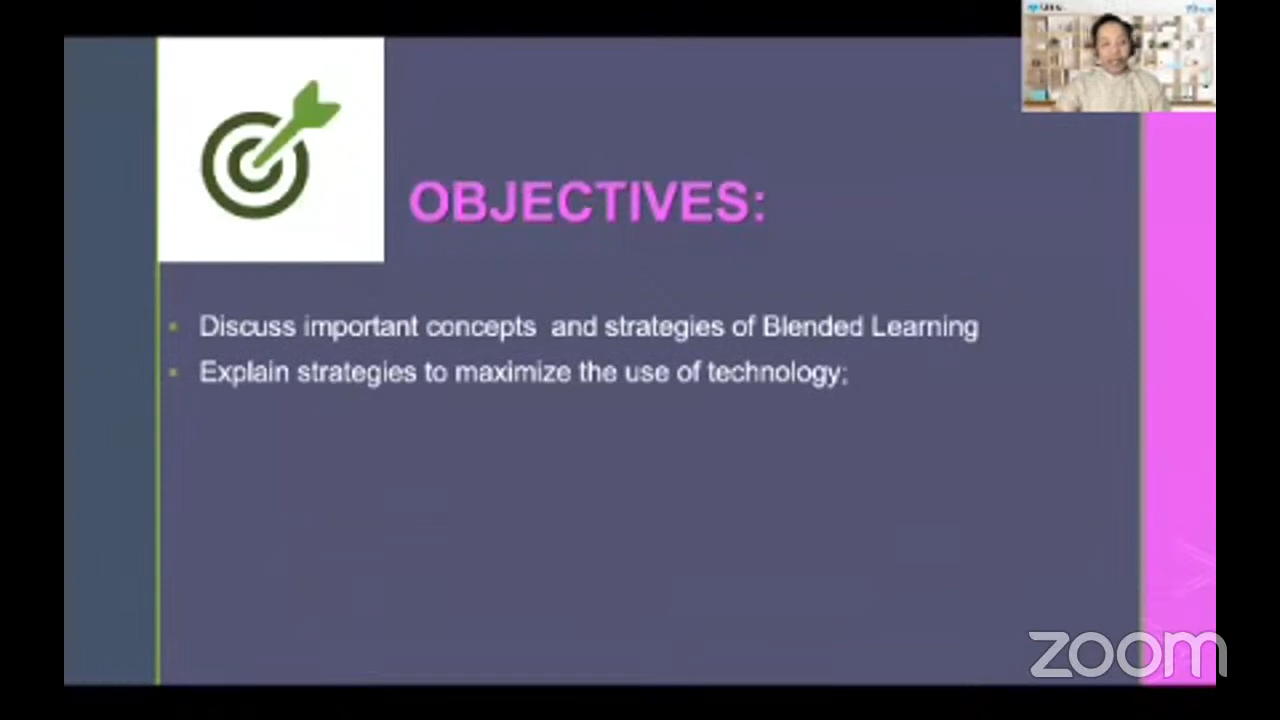 OBJECTIVES:
Discuss important concepts and strategies of Blended Learning
Explain strategies to maximize the use of technology;
zoom